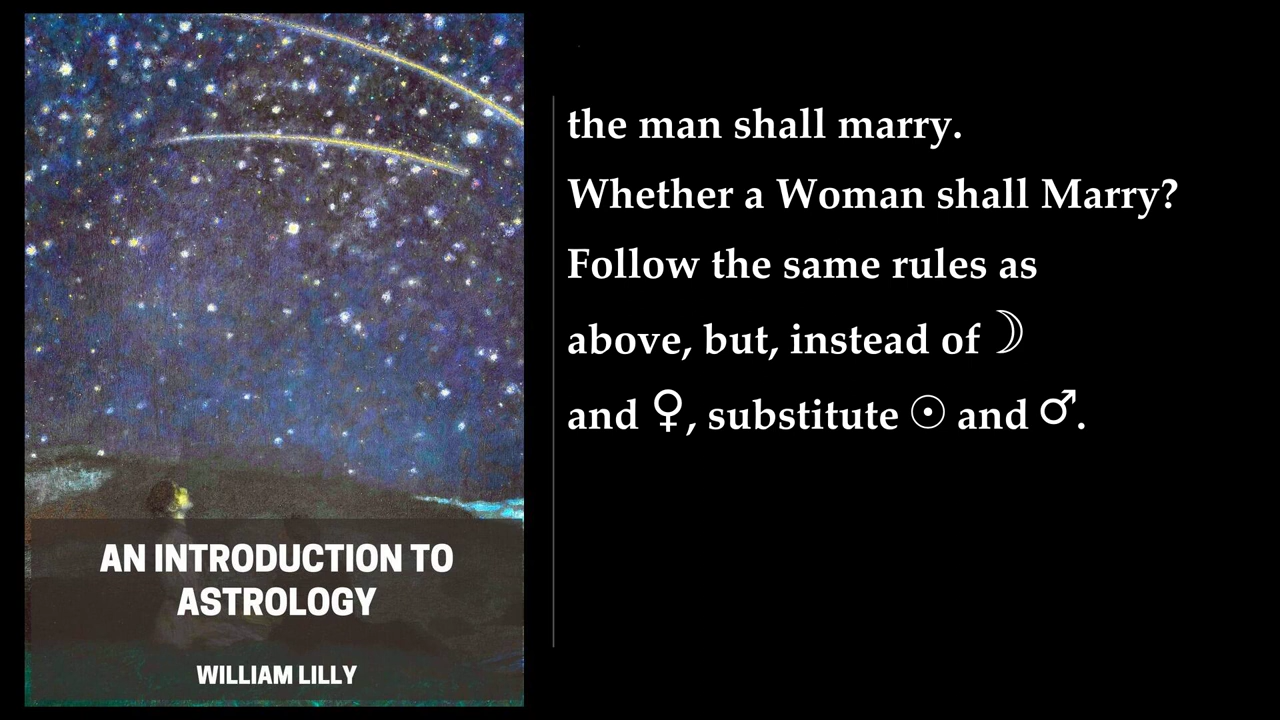 AN INTRODUCTION TO
ASTROLOGY
WILLIAM LILLY
the man shall marry.
Whether a Woman shall Marry?
Follow the same rules as
above, but, instead of ☽
and ♀, substitute ☉ and ♂.